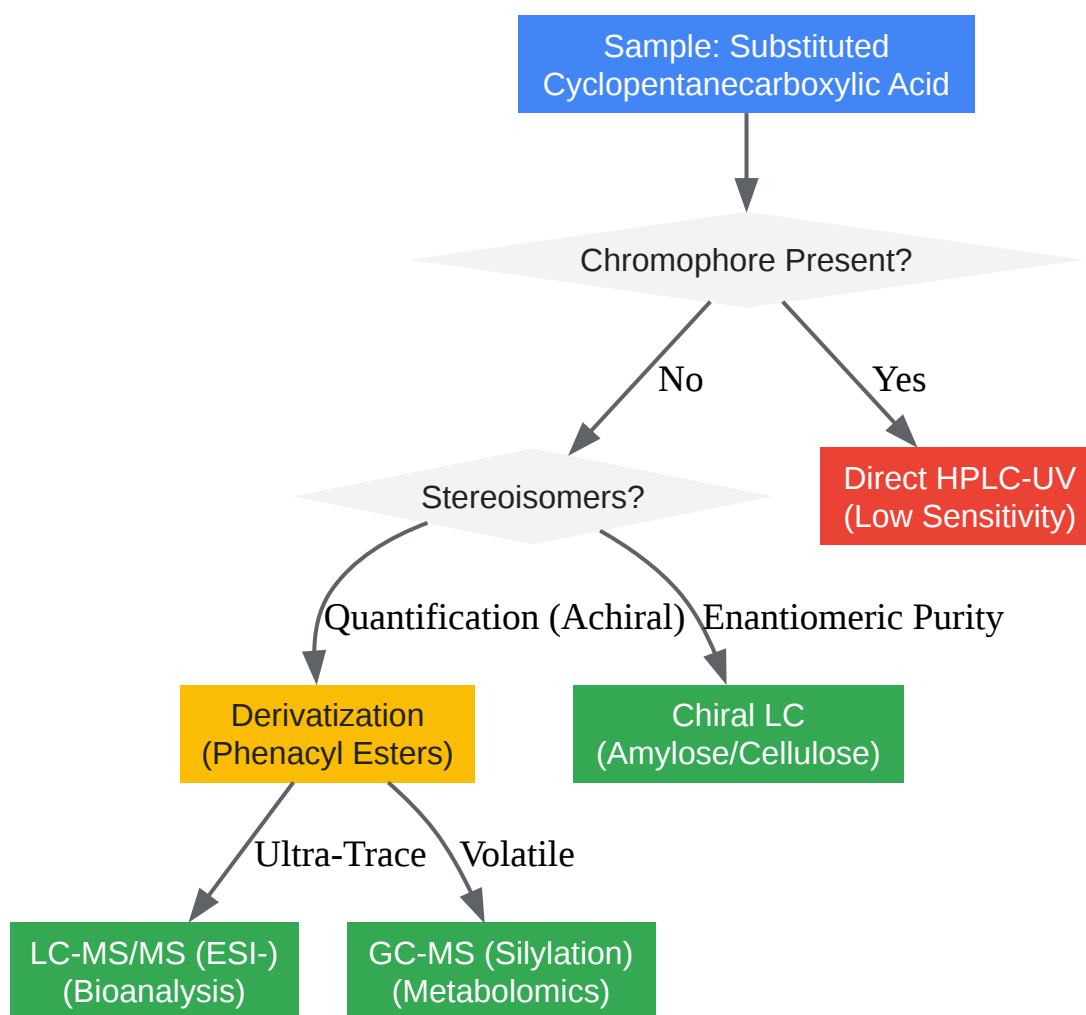 Sample: Substituted
Cyclopentanecarboxylic Acid
Chromophore Present?
No
Yes
Direct HPLC-UV
(Low Sensitivity)
Stereoisomers?
Quantification (Achiral)
Enantiomeric Purity
Derivatization
(Phenacyl Esters)
Chiral LC
(Amylose/Cellulose)
Ultra-Trace
Volatile
LC-MS/MS (ESI-)
(Bioanalysis)
GC-MS (Silylation)
(Metabolomics)